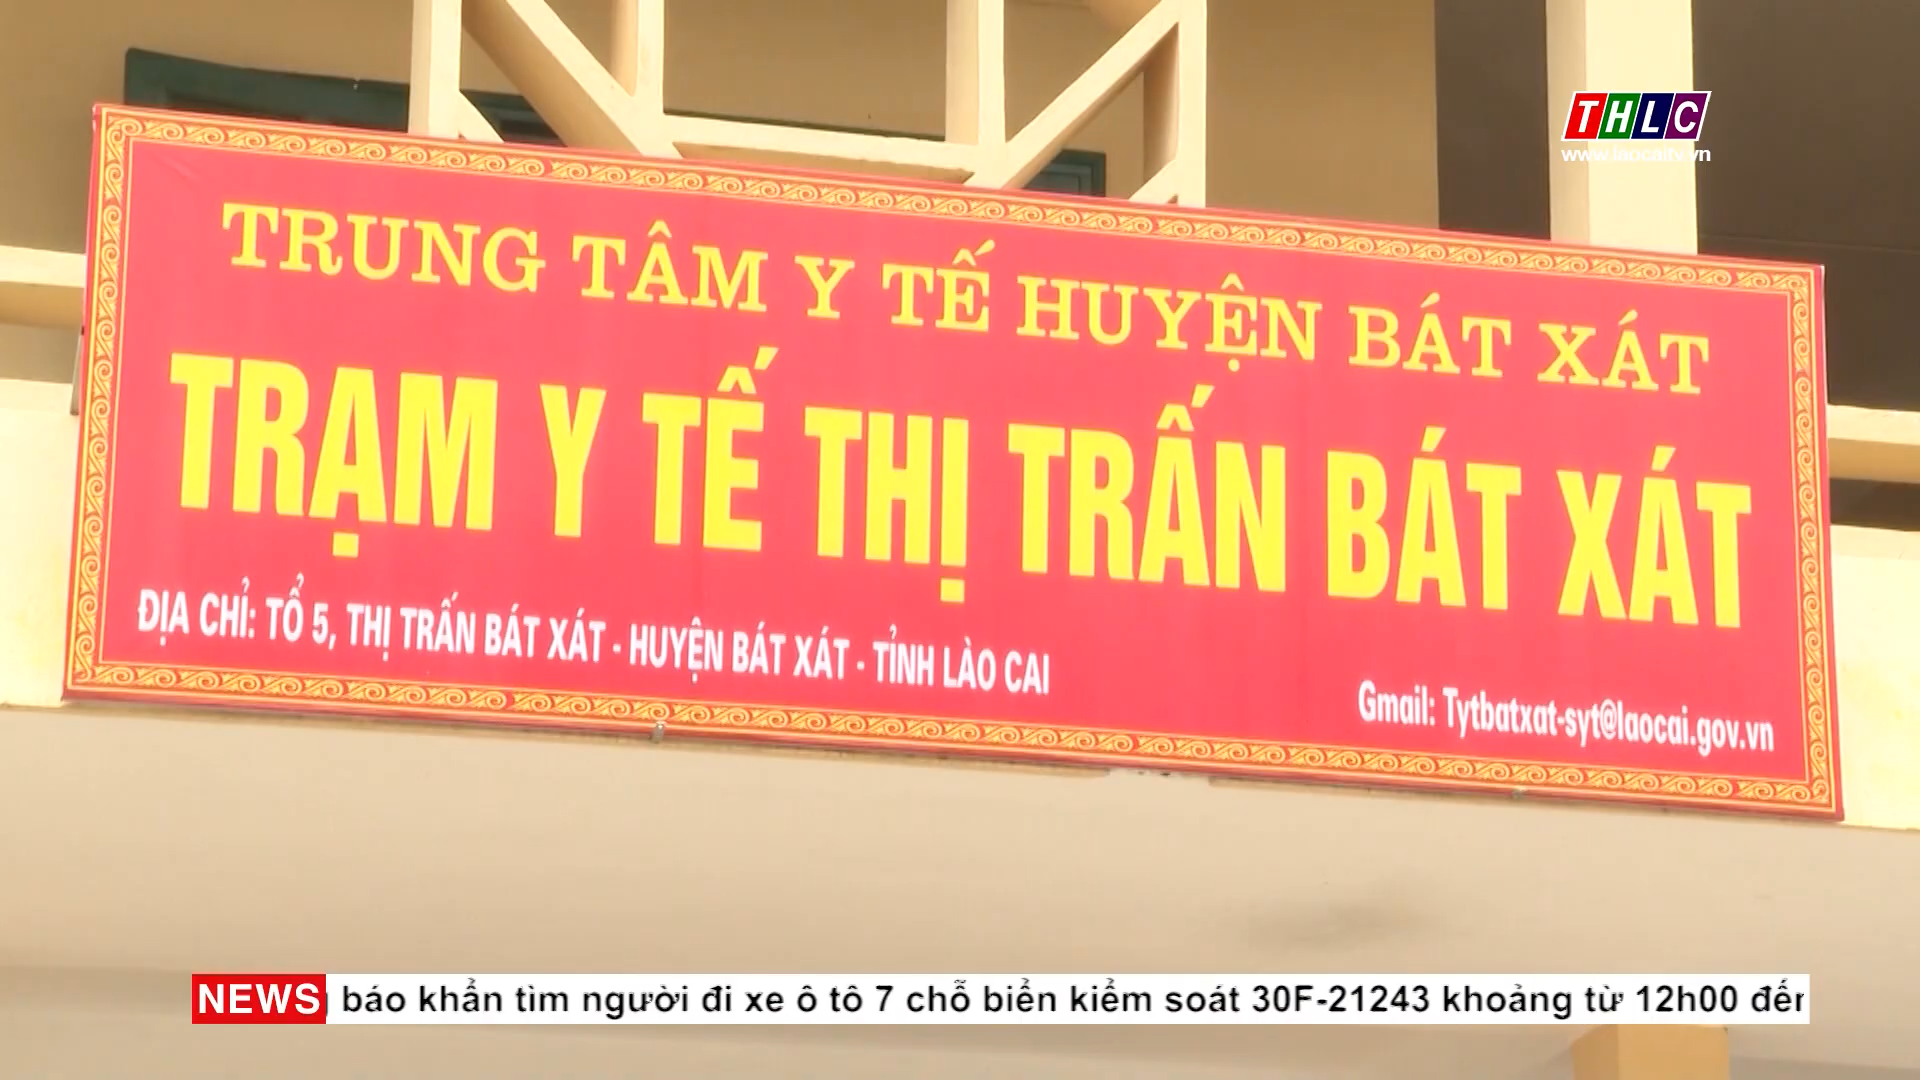 THLC
www.laocaitv.vn
TRUNG TÂM Y TẾ HUYỆN BÁT XÁT
TRẠM Y TẾ THỊ TRẤN BÁT XÁT
ĐỊA CHỈ: TỔ 5, THỊ TRẤN BÁT XÁT - HUYỆN BÁT XÁT - TỈNH LÀO CAI
Gmail: Tytbatxat-syt@laocai.gov.vn
NEWS báo khẩn tìm người đi xe ô tô 7 chỗ biển kiểm soát 30F-21243 khoảng từ 12h00